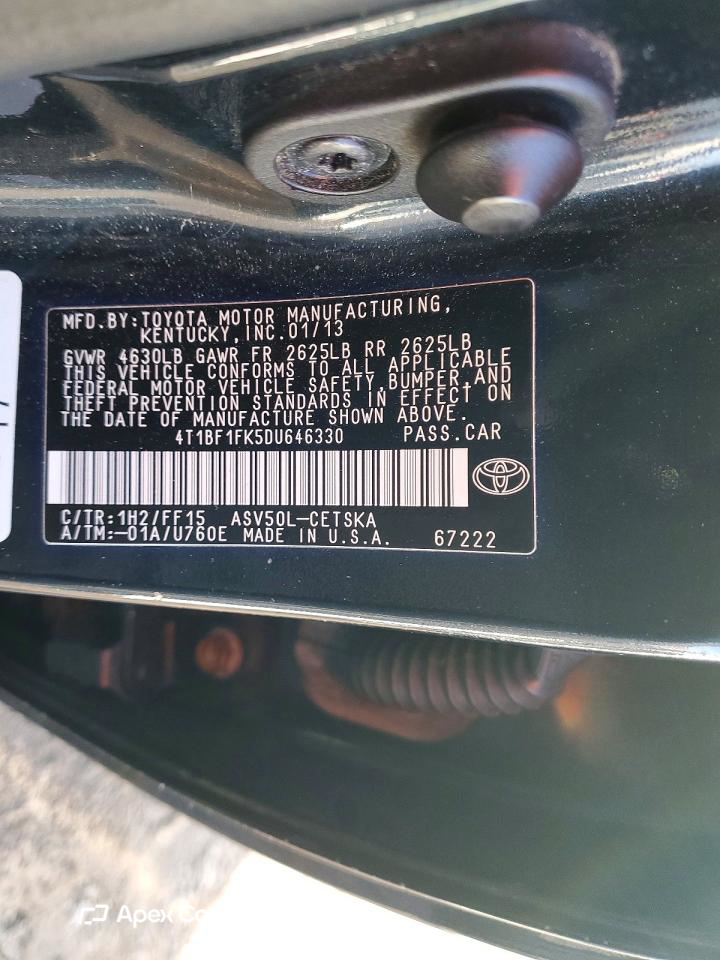 MFD.BY:TOYOTA MOTOR MANUFACTURING,
KENTUCKY,INC.01/13
GVWR 4630LB GAWR FR 2625LB RR 2625LB
THIS VEHICLE CONFORMS TO ALL APPLICABLE
FEDERAL MOTOR VEHICLE SAFETY,BUMPER,AND
THEFT PREVENTION STANDARDS IN EFFECT ON
THE DATE OF MANUFACTURE SHOWN ABOVE.
4T1BF1FK5DU646330 PASS.CAR
C/TR:1H2/FF15 ASV50L-CETSKA
A/TM:-01A/U760E MADE IN U.S.A. 67222
Apex